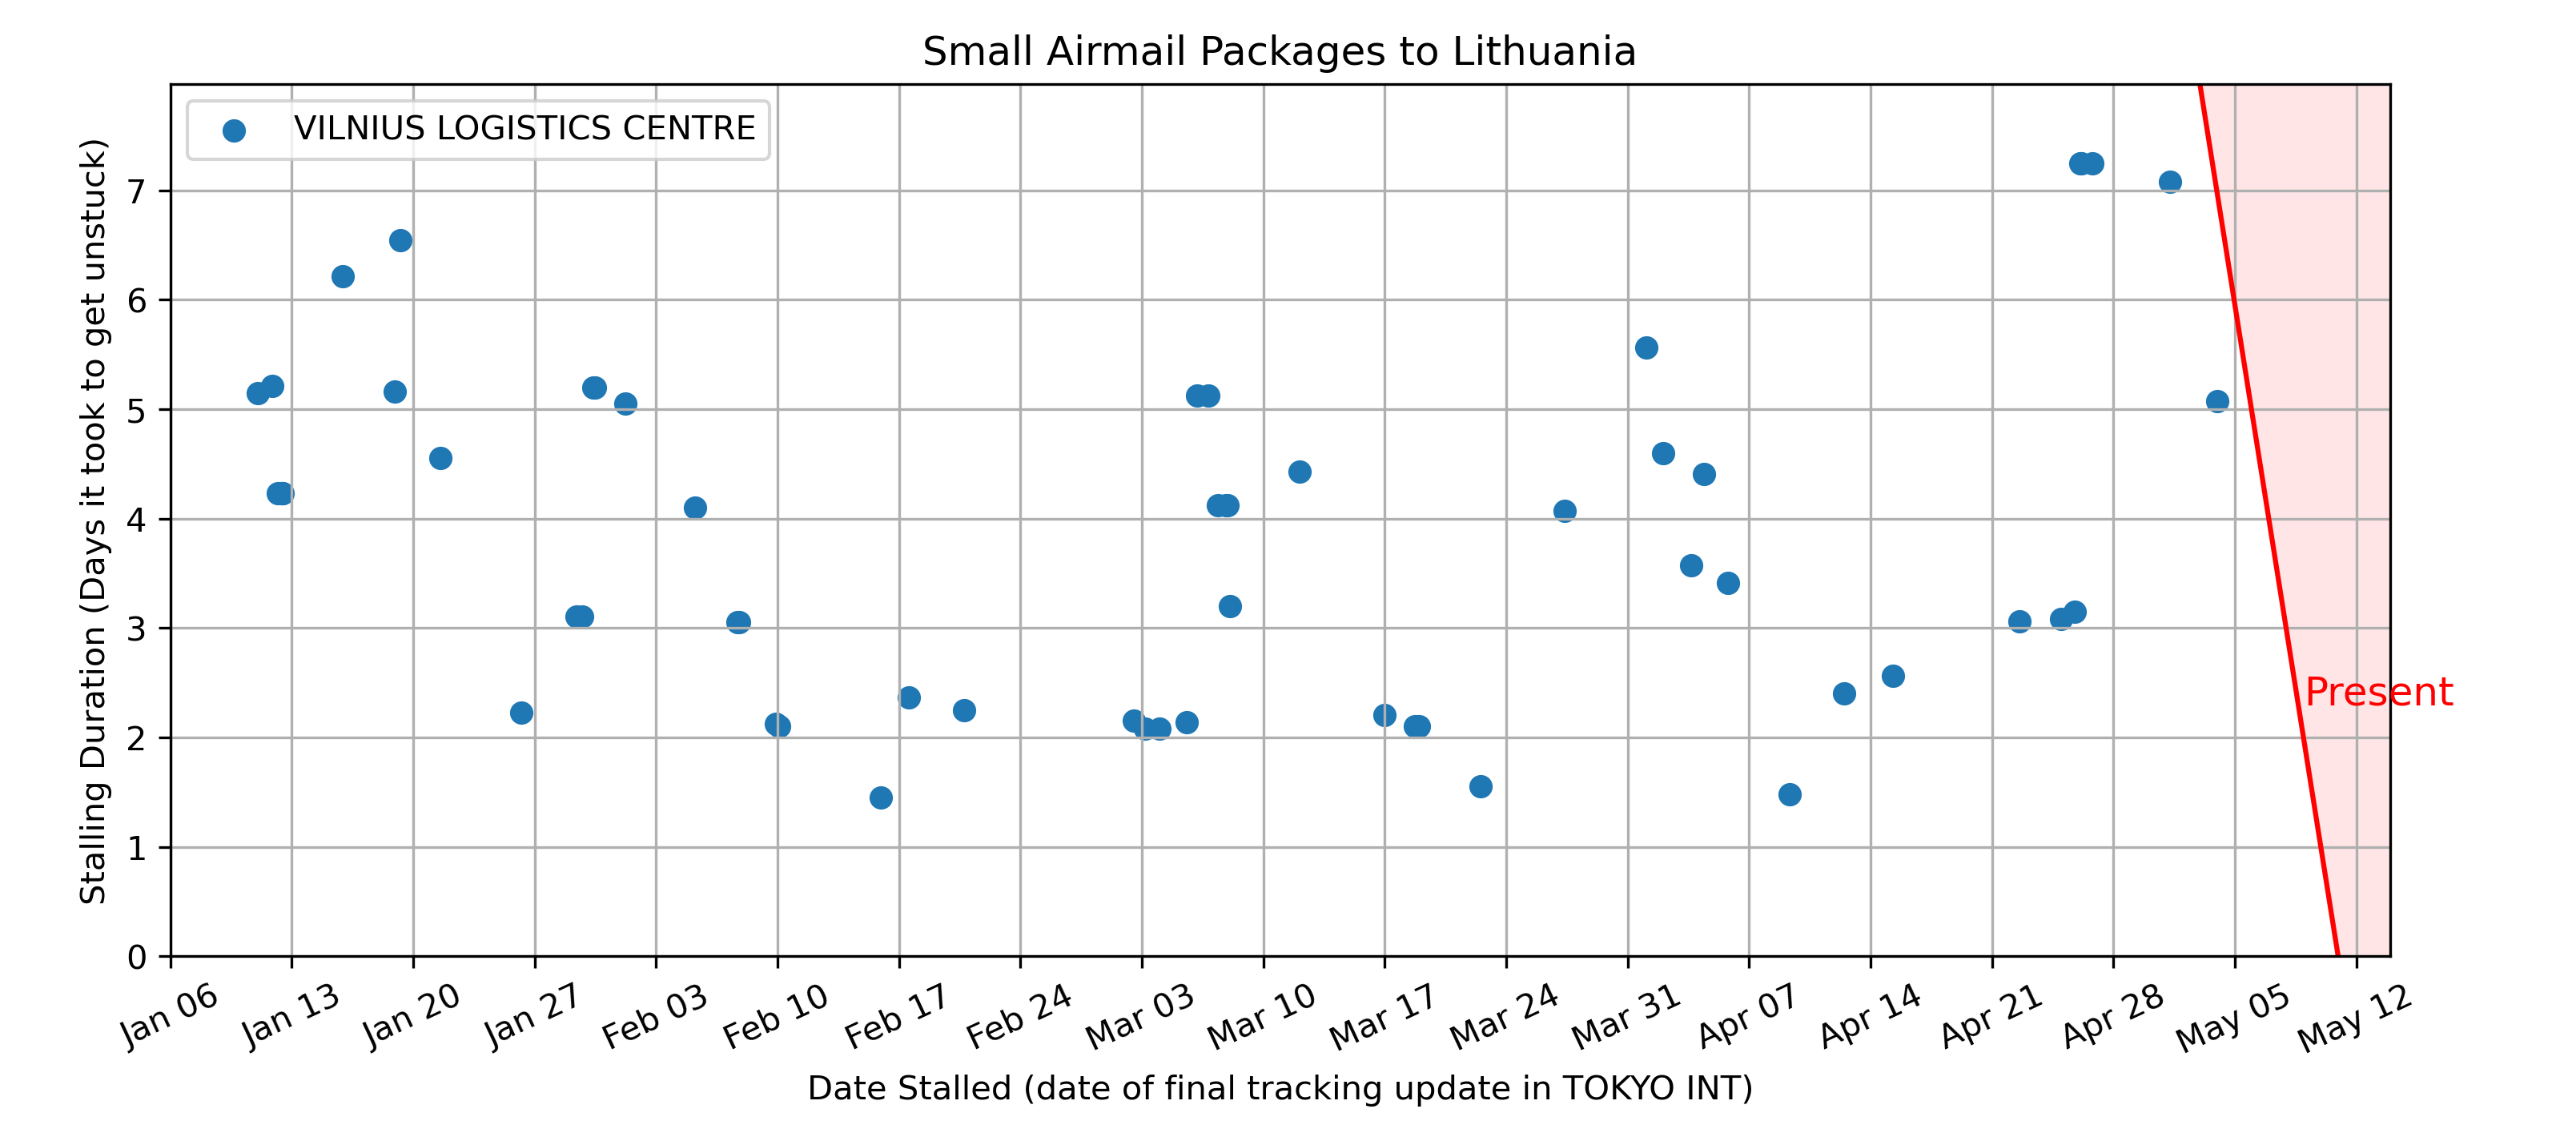 Small Airmail Packages to Lithuania
VILNIUS LOGISTICS CENTRE
Stalling Duration (Days it took to get unstuck)
7
6
5
4
3
2
1
0
Present
Jan 06
Jan 13
Jan 20
Jan 27
Feb 03
Feb 10
Feb 17
Feb 24
Mar 03
Mar 10
Mar 17
Mar 24
Mar 31
Apr 07
Apr 14
Apr 21
Apr 28
May 05
May 12
Date Stalled (date of final tracking update in TOKYO INT)